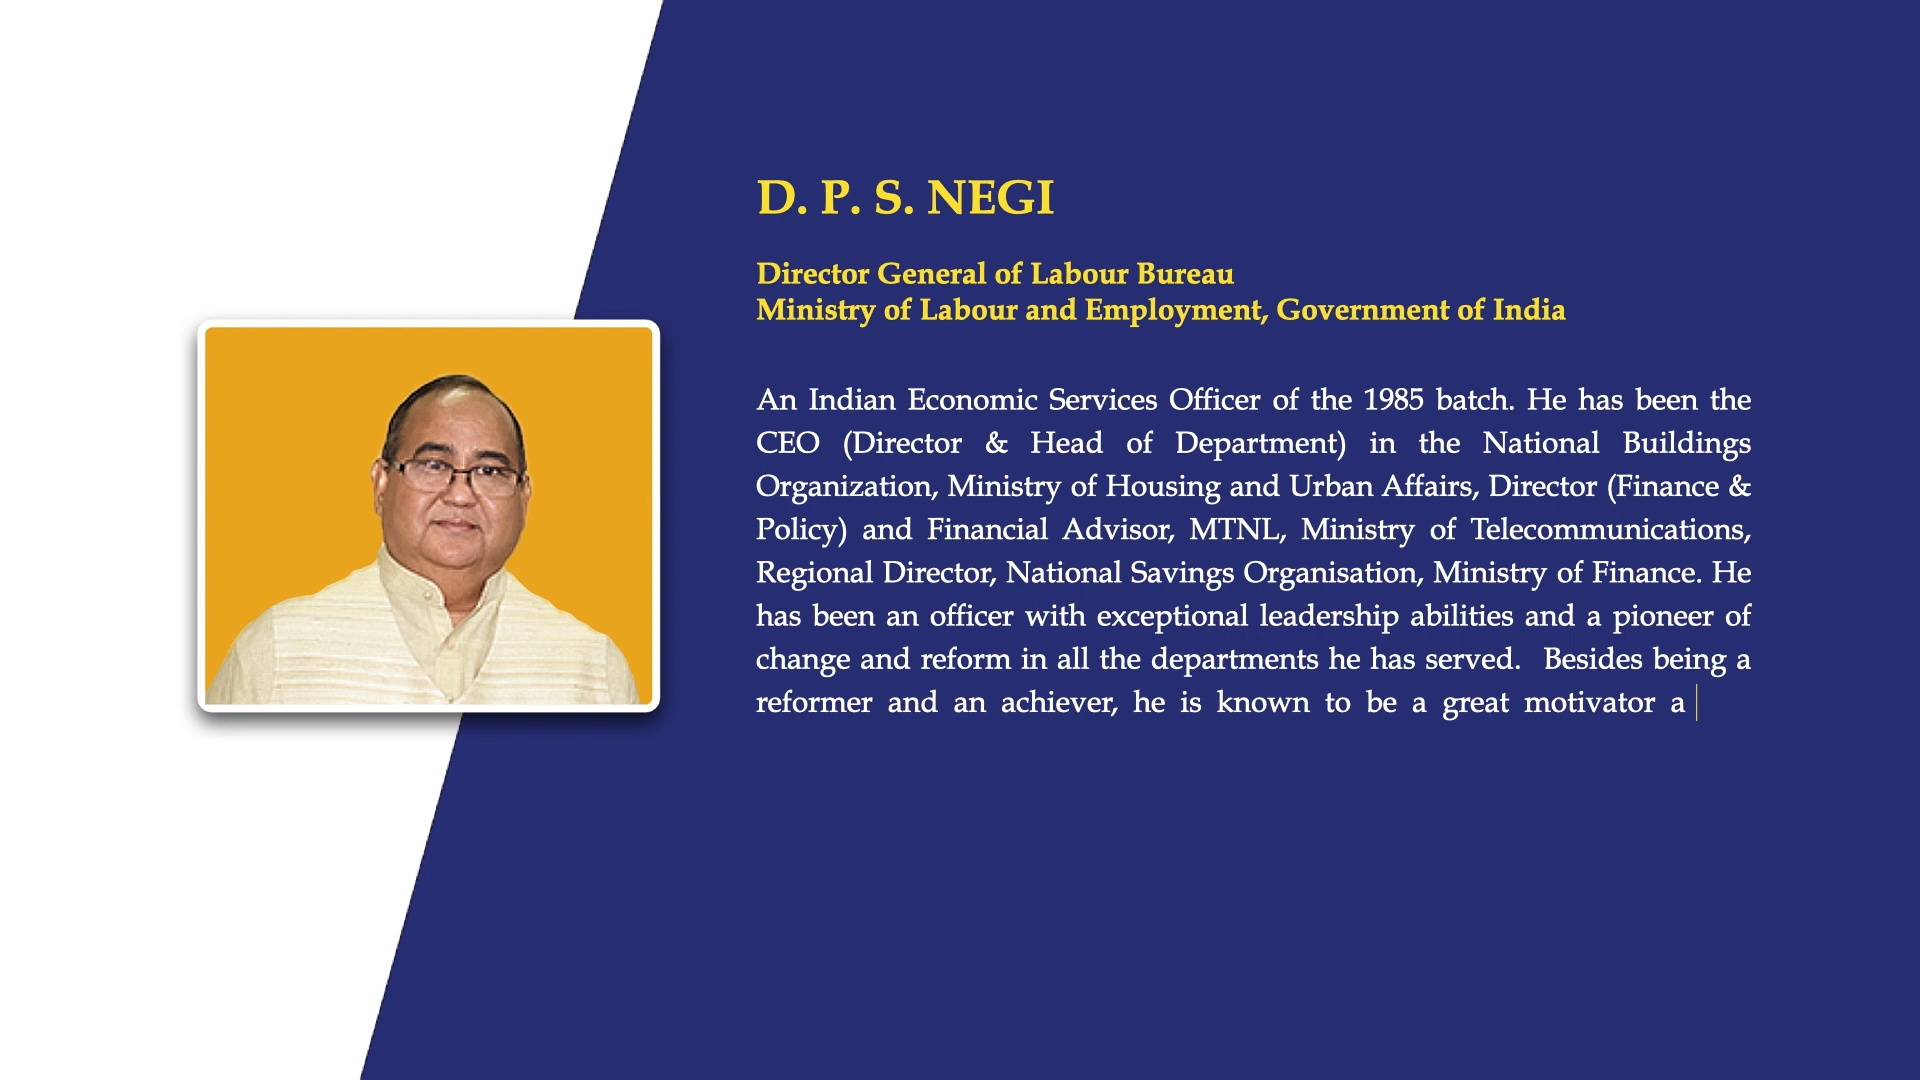 D. P. S. NEGI
Director General of Labour Bureau
Ministry of Labour and Employment, Government of India
An Indian Economic Services Officer of the 1985 batch. He has been the
CEO (Director & Head of Department) in the National Buildings
Organization, Ministry of Housing and Urban Affairs, Director (Finance &
Policy) and Financial Advisor, MTNL, Ministry of Telecommunications,
Regional Director, National Savings Organisation, Ministry of Finance. He
has been an officer with exceptional leadership abilities and a pioneer of
change and reform in all the departments he has served.  Besides being a
reformer and an achiever, he is known to be a great motivator a